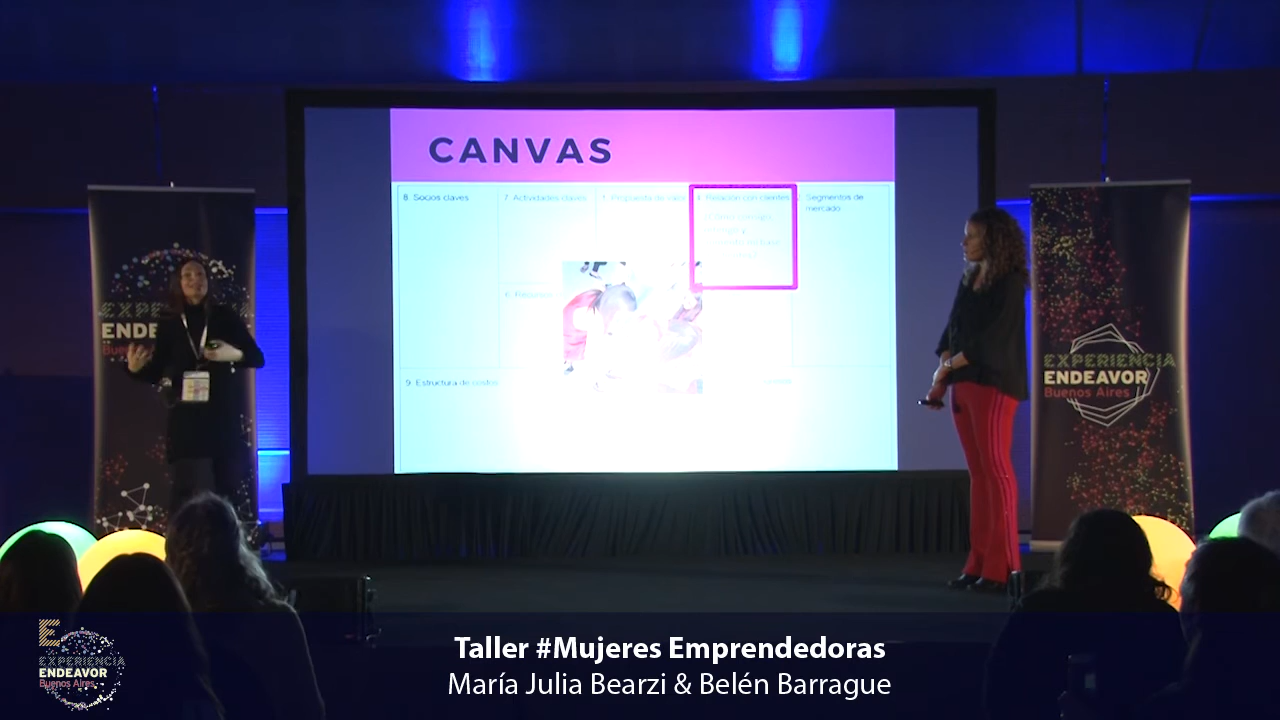 CANVAS
8. Socios claves
7. Actividades claves
1. Propuesta de valor
4. Relación con clientes
2. Segmentos de
mercado
9. Estructura de costos
ENDE
Buenos Aires
EXPERIENCIA
ENDEAVOR
Buenos Aires
E
EXPERIENCIA
ENDEAVOR
Buenos Aires
Taller #Mujeres Emprendedoras
María Julia Bearzi & Belén Barrague